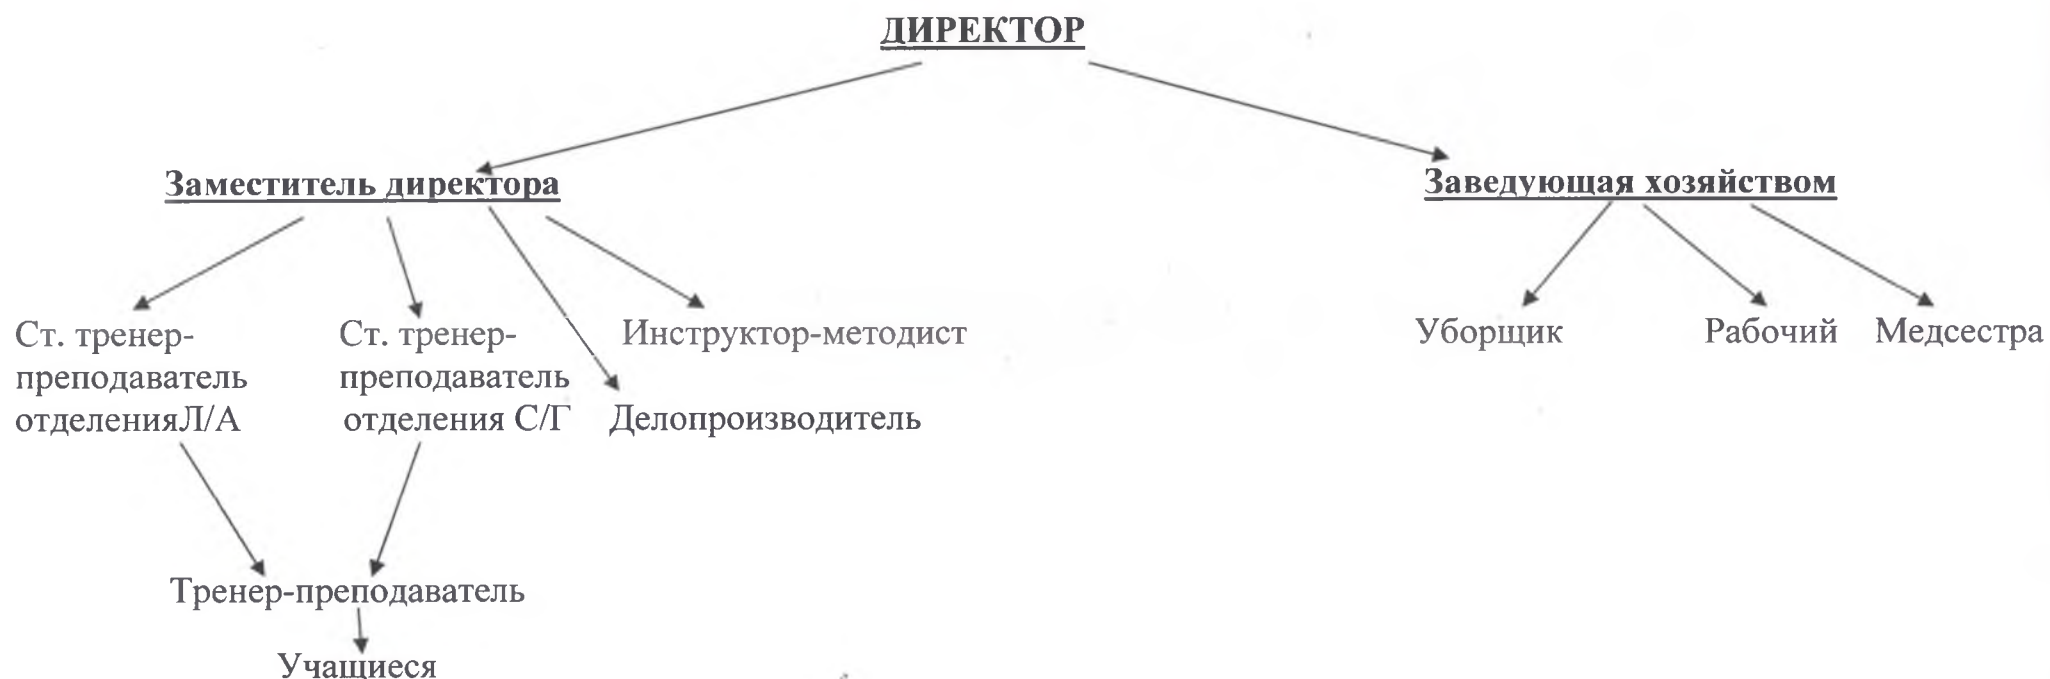 ДИРЕКТОР
Заместитель директора
Заведующая хозяйством
Ст. тренер-
преподаватель
отделенияЛ/А
Ст. тренер-
преподаватель
отделения С/Г
Инструктор-методист
Делопроизводитель
Уборщик
Рабочий
Медсестра
Тренер-преподаватель
Учащиеся